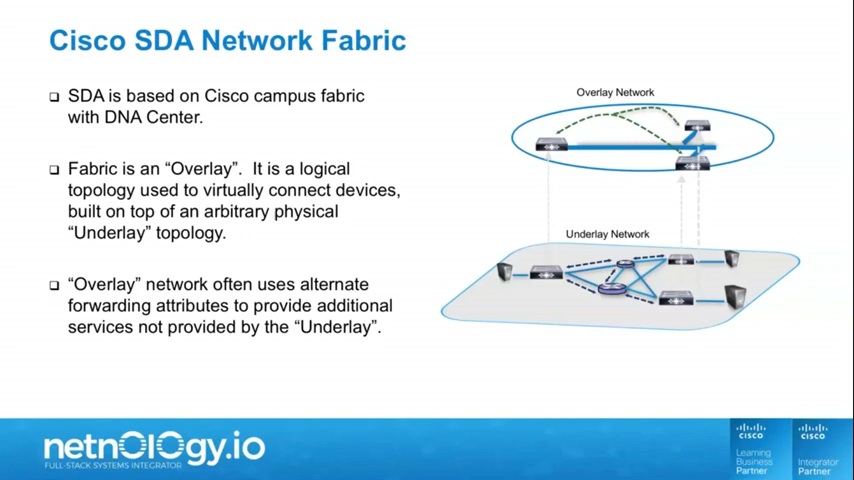 Cisco SDA Network Fabric
SDA is based on Cisco campus fabric
with DNA Center.
Fabric is an “Overlay”. It is a logical
topology used to virtually connect devices,
built on top of an arbitrary physical
“Underlay” topology.
“Overlay” network often uses alternate
forwarding attributes to provide additional
services not provided by the “Underlay”.
Overlay Network
Underlay Network
netnology.io
FULL-STACK SYSTEMS INTEGRATOR
CISCO
Learning
Business
Partner
CISCO
Integrator
Partner